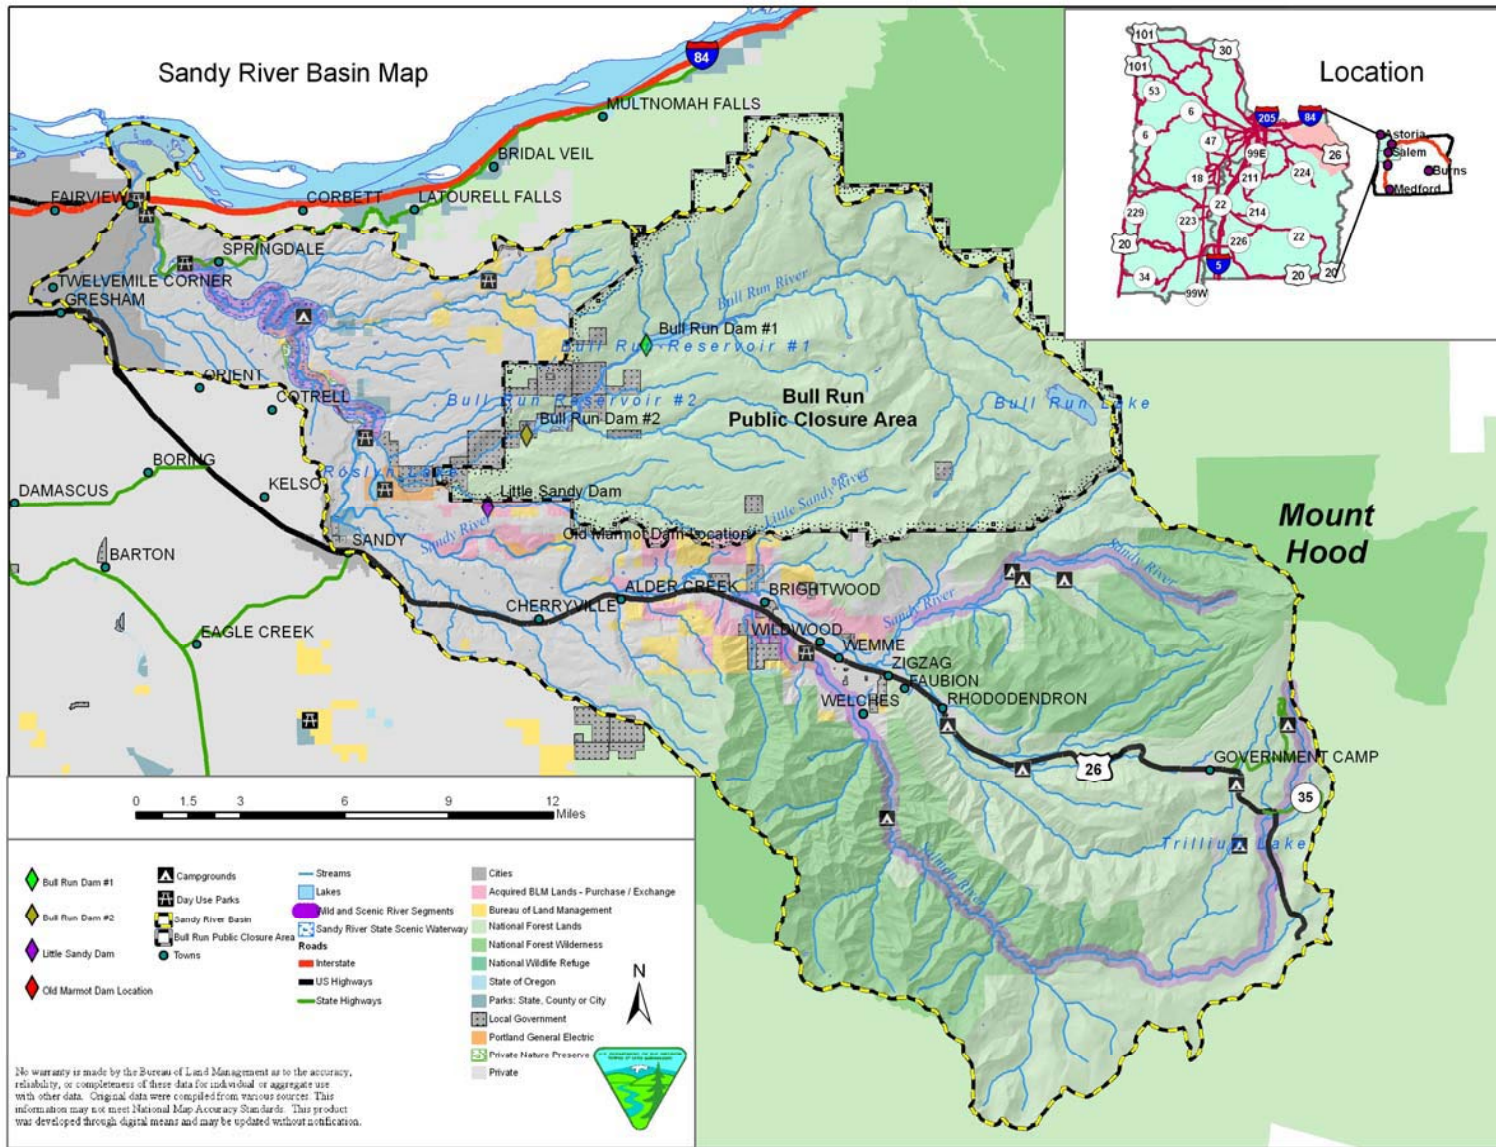 Sandy River Basin Map
84
MULTNOMAH FALLS
BRIDAL VEIL
FAIRVIEW
CORBETT
LATOURELL FALLS
SPRINGDALE
TWELVEMILE CORNER
GRESHAM
Bull Run River
Bull Run Dam #1
Bull Run Reservoir #1
ORIENT
COTRELL
Bull Run Reservoir #2
Bull Run
Public Closure Area
Bull Run Lake
Bull Run Dam #2
BORING
Roslyn Lake
KELSO
DAMASCUS
Little Sandy Dam
Little Sandy River
Sandy River
Old Marmot Dam Location
SANDY
BARTON
Mount
Hood
Sandy River
Sandy River
ALDER CREEK
BRIGHTWOOD
CHERRYVILLE
EAGLE CREEK
WILDWOOD
WEMME
ZIGZAG
FAUBION
WELCHES
RHODODENDRON
GOVERNMENT CAMP
26
35
Trillium Lake
Salmon River
Location
101
30
101
53
6
205
84
6
47
99E
26
18
211
224
229
223
22
214
20
226
22
34
5
20
20
99W
Astoria
Salem
Burns
Medford
0 1.5 3 6 9 12
Miles
Bull Run Dam #1
Bull Run Dam #2
Little Sandy Dam
Old Marmot Dam Location
Campgrounds
Day Use Parks
Sandy River Basin
Bull Run Public Closure Area
Towns
Streams
Lakes
Wild and Scenic River Segments
Sandy River State Scenic Waterway
Roads
Interstate
US Highways
State Highways
Cities
Acquired BLM Lands - Purchase / Exchange
Bureau of Land Management
National Forest Lands
National Forest Wilderness
National Wildlife Refuge
State of Oregon
Parks: State, County or City
Local Government
Portland General Electric
Private Nature Preserve
Private
N
No warranty is made by the Bureau of Land Management as to the accuracy,
reliability, or completeness of these data for individual or aggregate use
with other data. Original data were compiled from various sources. This
information may not meet National Map Accuracy Standards. This product
was developed through digital means and may be updated without notification.